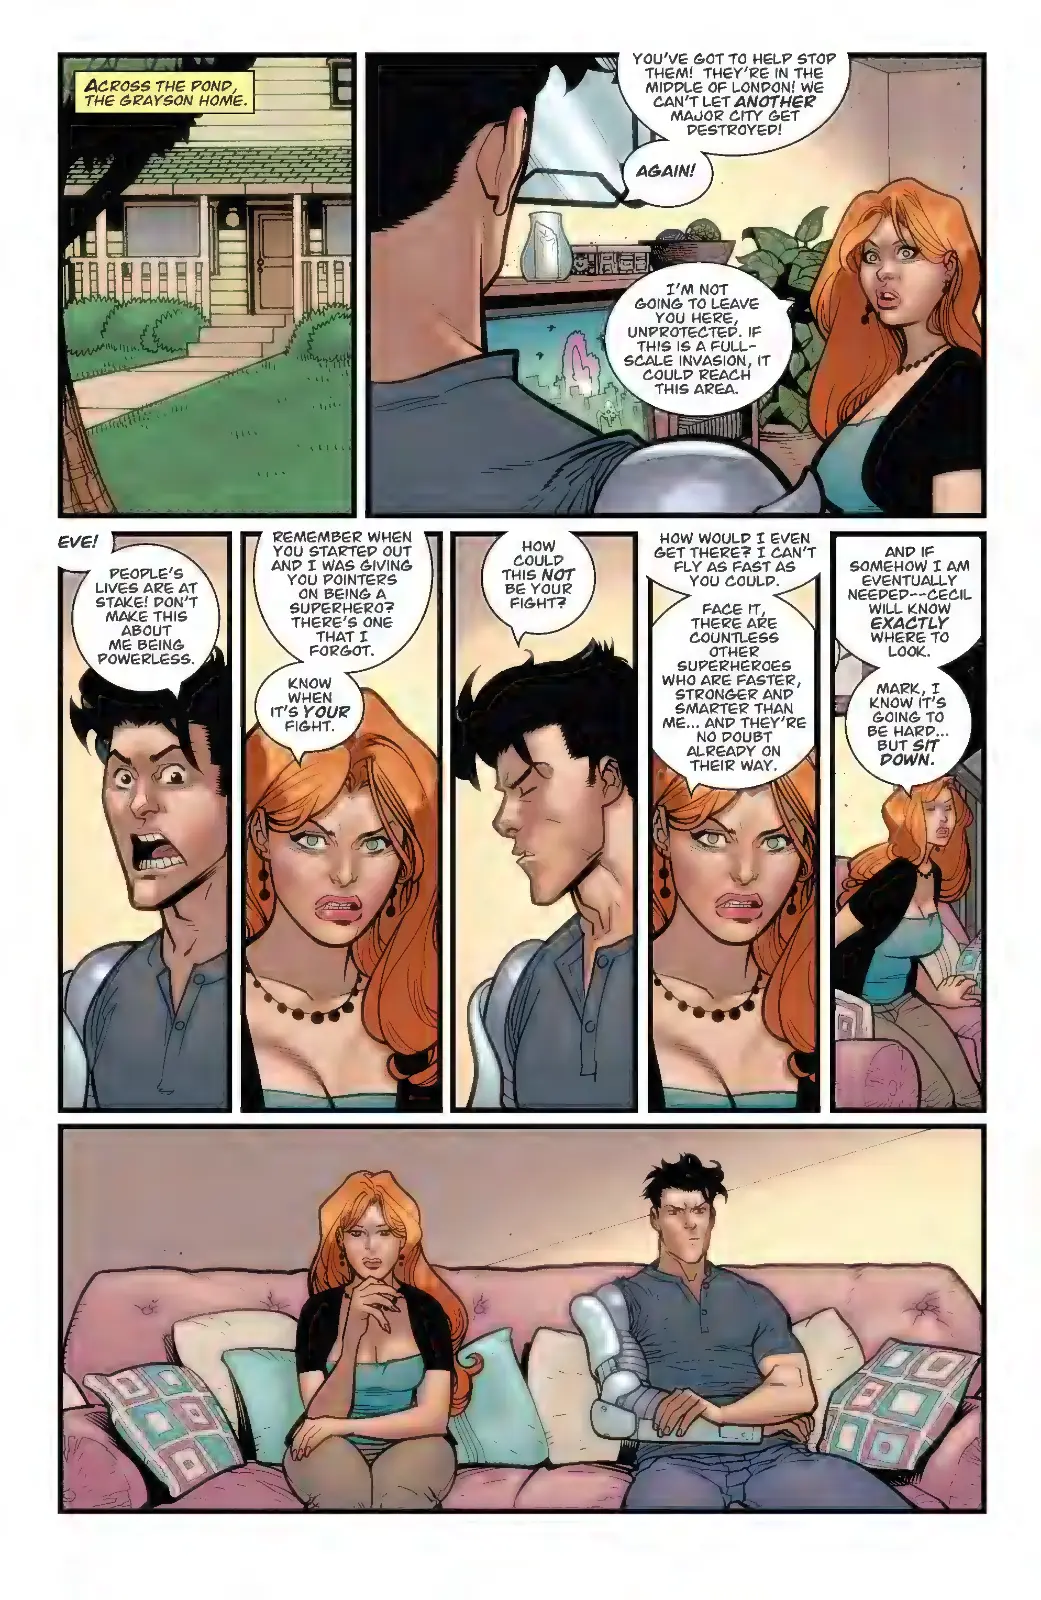 ACROSS THE POND,
THE GRAYSON HOME.
YOU'VE GOT TO HELP STOP
THEM! THEY'RE IN THE
MIDDLE OF LONDON! WE
CAN'T LET ANOTHER
MAJOR CITY GET
DESTROYED!
AGAIN!
I'M NOT
GOING TO LEAVE
YOU HERE,
UNPROTECTED. IF
THIS IS A FULL-
SCALE INVASION, IT
COULD REACH
THIS AREA.
EVE!
PEOPLE'S
LIVES ARE AT
STAKE! DON'T
MAKE THIS
ABOUT
ME BEING
POWERLESS.
REMEMBER WHEN
YOU STARTED OUT
AND I WAS GIVING
YOU POINTERS
ON BEING A
SUPERHERO?
THERE'S ONE
THAT I
FORGOT.
KNOW
WHEN
IT'S YOUR
FIGHT.
HOW
COULD
THIS NOT
BE YOUR
FIGHT?
HOW WOULD I EVEN
GET THERE? I CAN'T
FLY AS FAST AS
YOU COULD.
FACE IT,
THERE ARE
COUNTLESS
OTHER
SUPERHEROES
WHO ARE FASTER,
STRONGER AND
SMARTER THAN
ME... AND THEY'RE
NO DOUBT
ALREADY ON
THEIR WAY.
AND IF
SOMEHOW I AM
EVENTUALLY
NEEDED--CECIL
WILL KNOW
EXACTLY
WHERE TO
LOOK.
MARK, I
KNOW IT'S
GOING TO
BE HARD...
BUT SIT
DOWN.